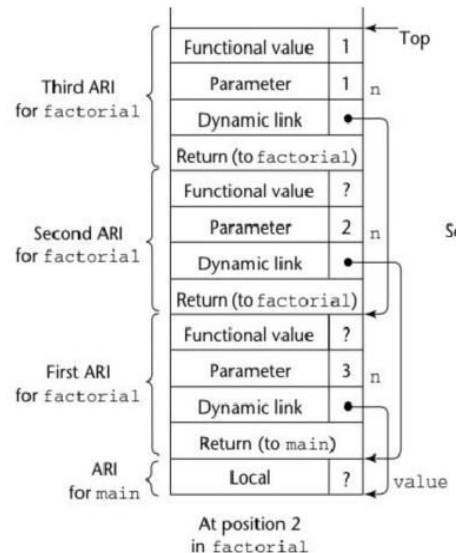 Functional value 1
Top
Third ARI
for factorial
Parameter 1 n
Dynamic link
Return (to factorial)
Functional value ?
Second ARI
for factorial
Parameter 2 n
Dynamic link
Return (to factorial)
Functional value ?
First ARI
for factorial
Parameter 3 n
Dynamic link
Return (to main)
ARI
for main
Local ? value
At position 2
in factorial